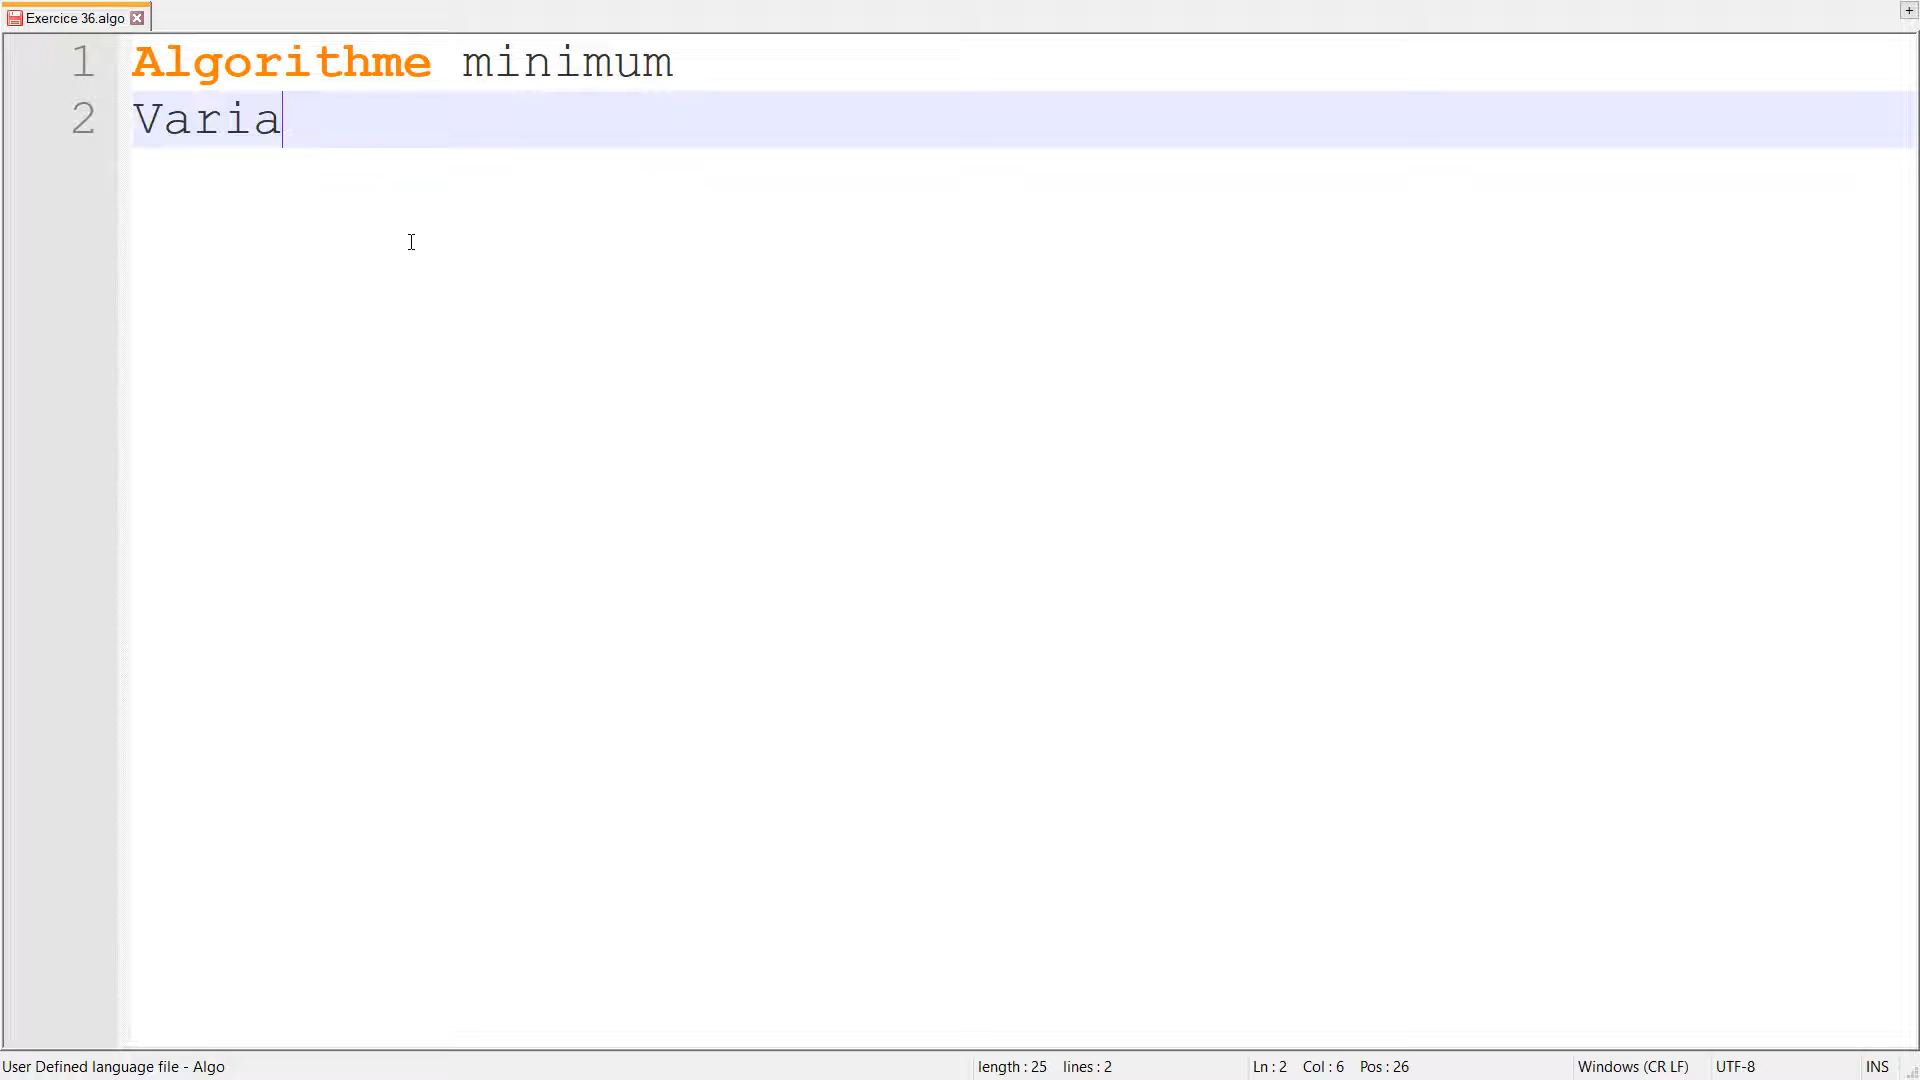 Exercice 36.algo
1 Algorithme minimum
2 Varia
User Defined language file - Algo length : 25 lines : 2 Ln : 2 Col : 6 Pos : 26 Windows (CR LF) UTF-8 INS